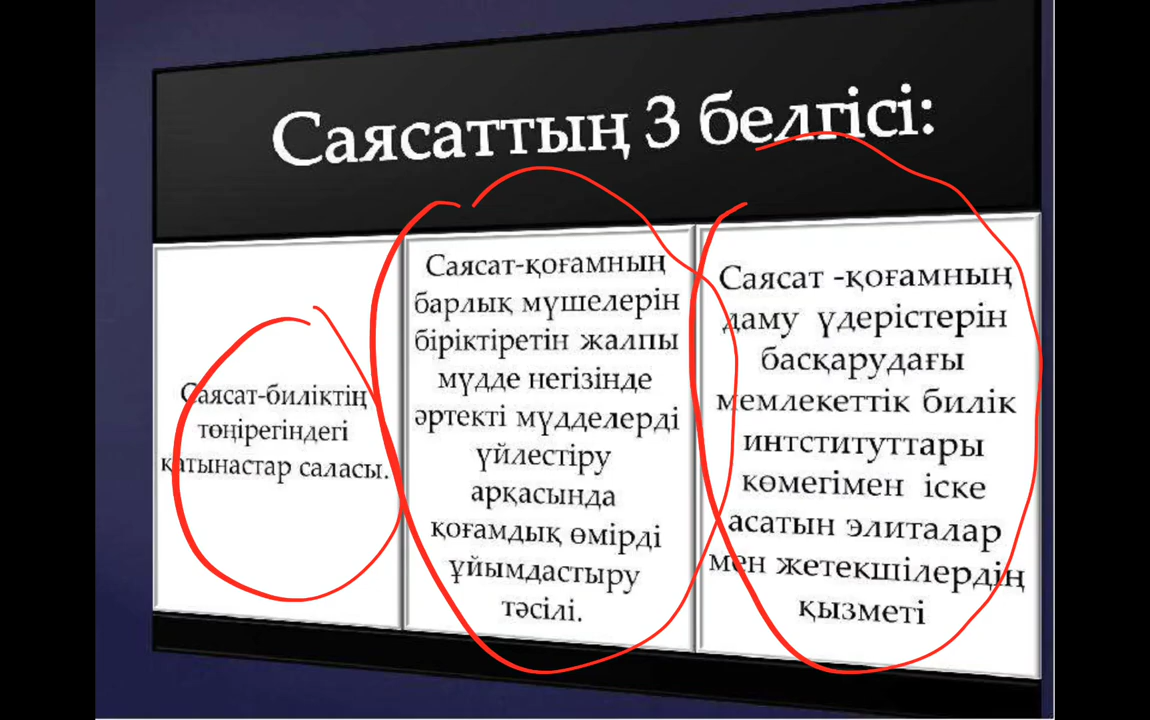 Саясаттың 3 белгісі:
Саясат-биліктің
төңірегіндегі
қатынастар саласы.
Саясат-қоғамның
барлық мүшелерін
біріктіретін жалпы
мүдде негізінде
әртекті мүдделерді
үйлестіру
арқасында
қоғамдық өмірді
ұйымдастыру
тәсілі.
Саясат -қоғамның
даму үдерістерін
басқарудағы
мемлекеттік билік
интституттары
көмегімен іске
асатын элиталар
мен жетекшілердің
қызметі